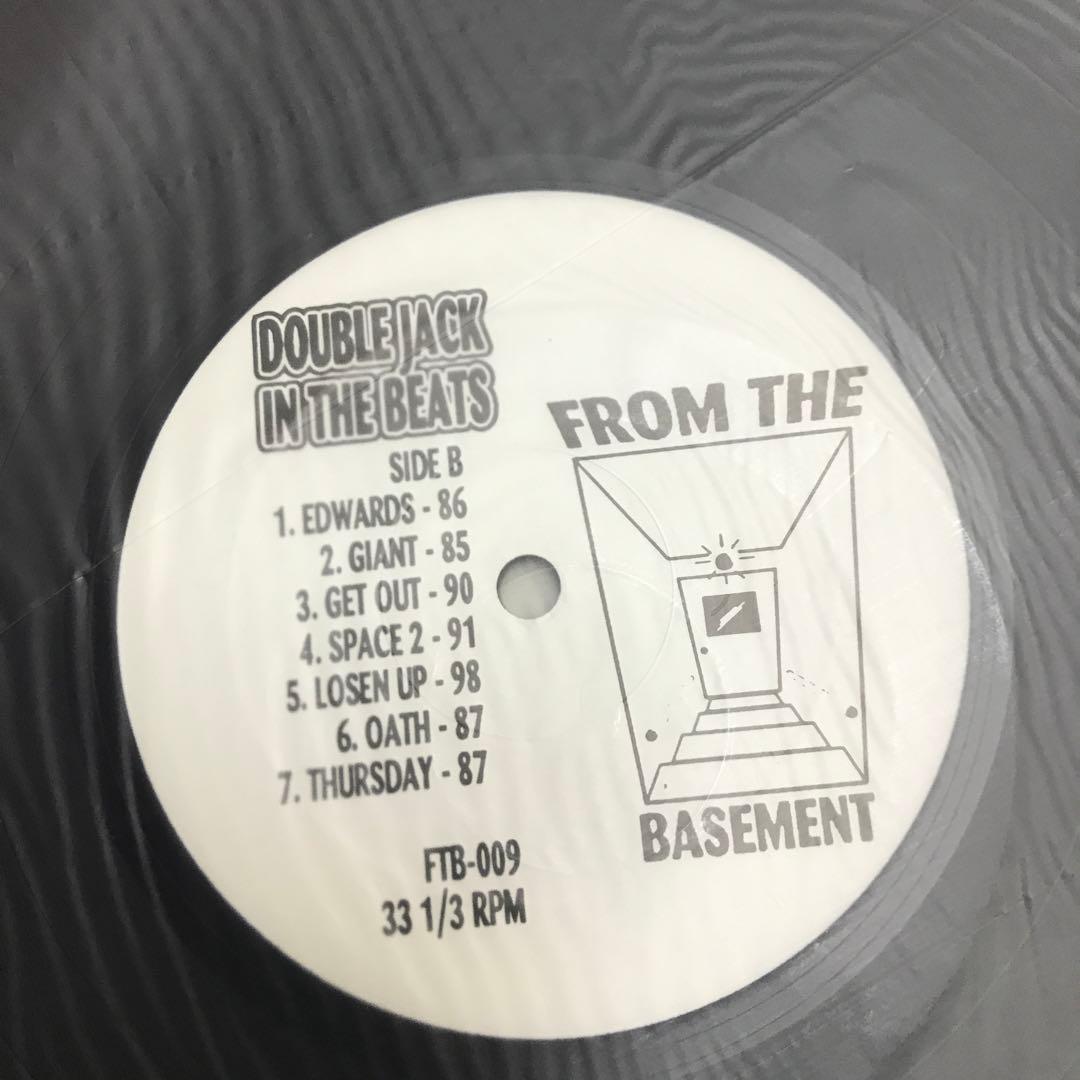 DOUBLE JACK
IN THE BEATS
SIDE B
1. EDWARDS - 86
2. GIANT - 85
3. GET OUT - 90
4. SPACE 2 - 91
5. LOSEN UP - 98
6. OATH - 87
7. THURSDAY - 87
FTB-009
33 1/3 RPM
FROM THE
BASEMENT